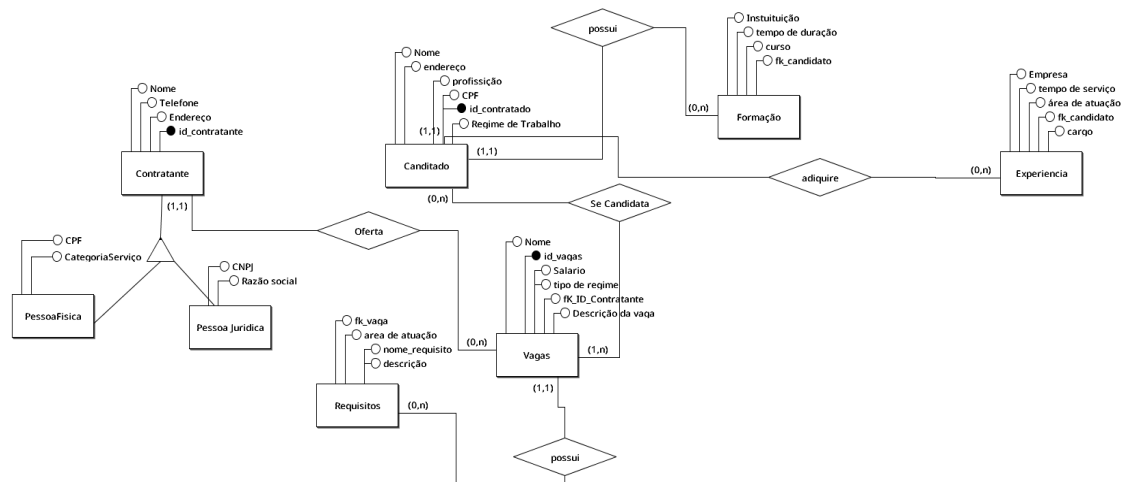 possui
Instuituição
tempo de duração
curso
fk_candidato
(0,n)
Formação
Nome
endereço
profissição
CPF
id_contratado
Regime de Trabalho
(1,1)
(1,1)
Canditado
(0,n)
Empresa
tempo de serviço
área de atuação
fk_candidato
cargo
(0,n)
Experiencia
adiquire
Nome
Telefone
Endereço
id_contratante
Contratante
(1,1)
Se Candidata
Oferta
CPF
CategoriaServiço
PessoaFisica
CNPJ
Razão social
Pessoa Juridica
Nome
id_vagas
Salario
tipo de regime
fK_ID_Contratante
Descrição da vaga
(0,n)
Vagas
(1,n)
(1,1)
fk_vaga
area de atuação
nome_requisito
descrição
Requisitos
(0,n)
possui